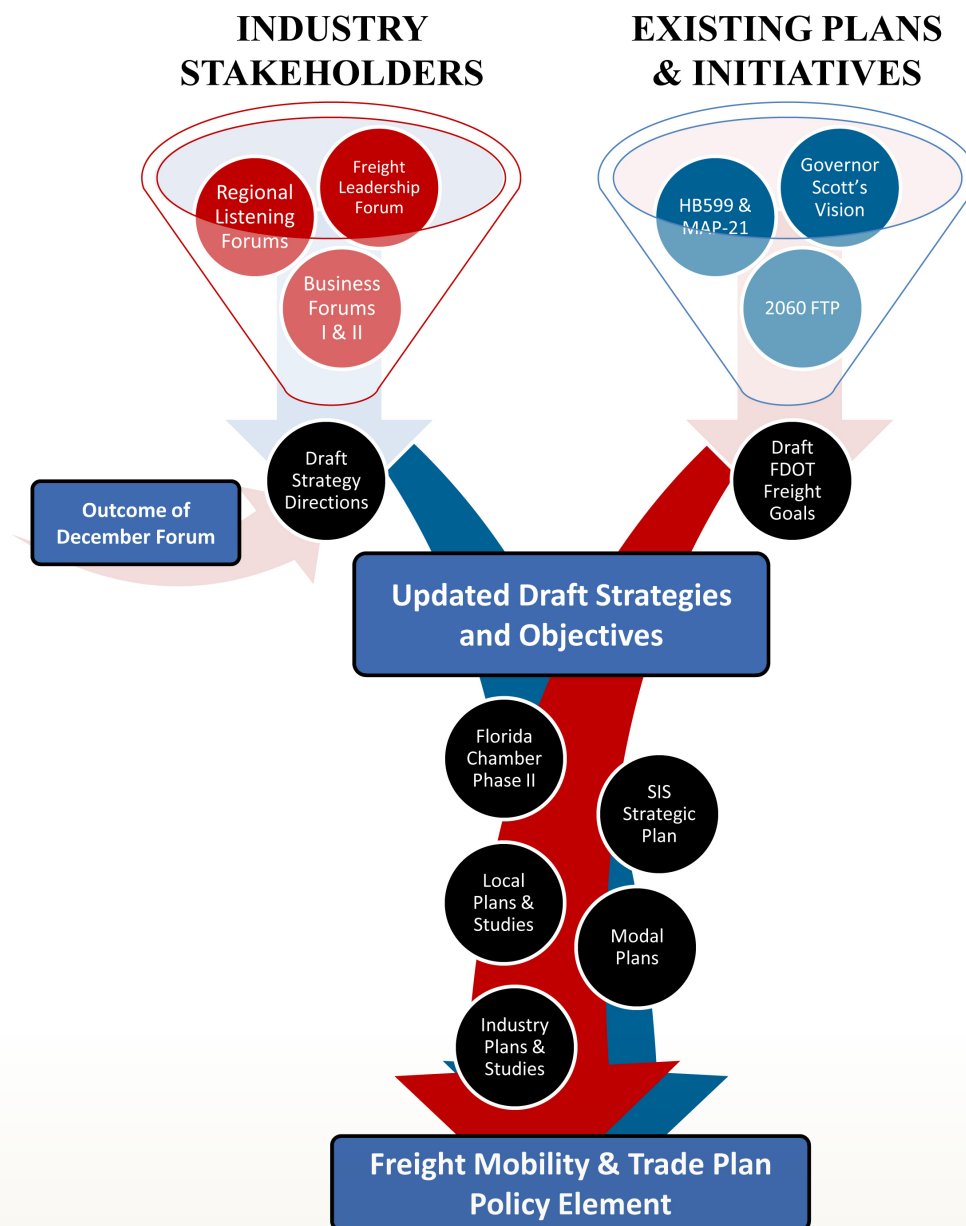 INDUSTRY
STAKEHOLDERS
EXISTING PLANS
& INITIATIVES
Regional
Listening
Forums
Freight
Leadership
Forum
Business
Forums
I & II
HB599 &
MAP-21
Governor
Scott’s
Vision
2060 FTP
Draft
Strategy
Directions
Draft
FDOT
Freight
Goals
Outcome of
December Forum
Updated Draft Strategies
and Objectives
Florida
Chamber
Phase II
SIS
Strategic
Plan
Local
Plans &
Studies
Modal
Plans
Industry
Plans &
Studies
Freight Mobility & Trade Plan
Policy Element